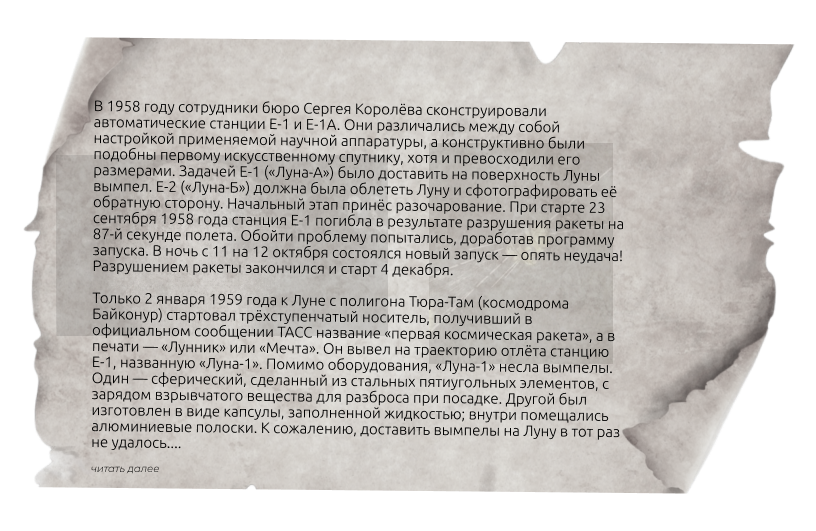 В 1958 году сотрудники бюро Сергея Королёва сконструировали
автоматические станции Е-1 и Е-1А. Они различались между собой
настройкой применяемой научной аппаратуры, а конструктивно были
подобны первому искусственному спутнику, хотя и превосходили его
размерами. Задачей Е-1 («Луна-А») было доставить на поверхность Луны
вымпел. Е-2 («Луна-Б») должна была облететь Луну и сфотографировать её
обратную сторону. Начальный этап принёс разочарование. При старте 23
сентября 1958 года станция Е-1 погибла в результате разрушения ракеты на
87-й секунде полета. Обойти проблему попытались, доработав программу
запуска. В ночь с 11 на 12 октября состоялся новый запуск — опять неудача!
Разрушением ракеты закончился и старт 4 декабря.

Только 2 января 1959 года к Луне с полигона Тюра-Там (космодрома
Байконур) стартовал трёхступенчатый носитель, получивший в
официальном сообщении ТАСС название «первая космическая ракета», а в
печати — «Лунник» или «Мечта». Он вывел на траекторию отлёта станцию
Е-1, названную «Луна-1». Помимо оборудования, «Луна-1» несла вымпелы.
Один — сферический, сделанный из стальных пятиугольных элементов, с
зарядом взрывчатого вещества для разброса при посадке. Другой был
изготовлен в виде капсулы, заполненной жидкостью; внутри помещались
алюминиевые полоски. К сожалению, доставить вымпелы на Луну в тот раз
не удалось....
читать далее